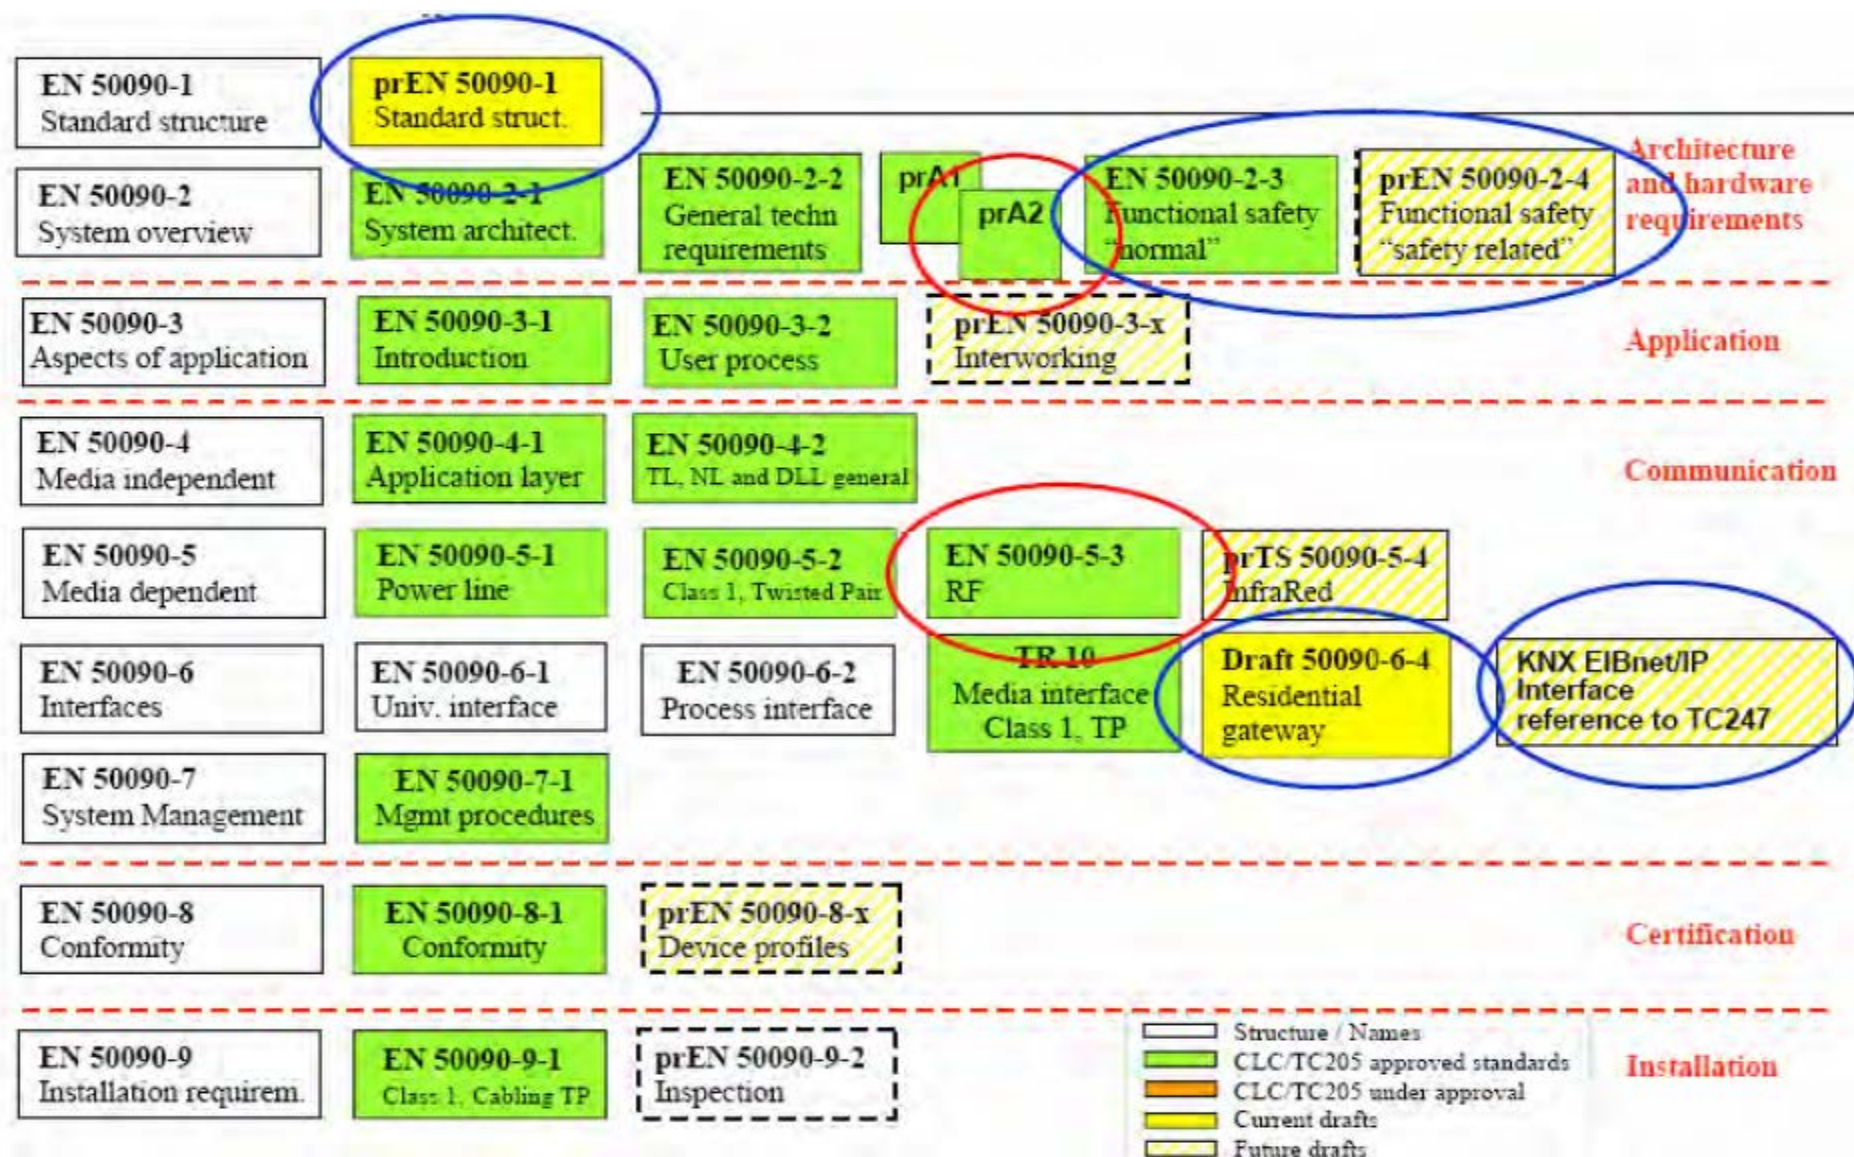 EN 50090-1
Standard structure
prEN 50090-1
Standard struct.
EN 50090-2
System overview
EN 50090-2-1
System architect.
EN 50090-2-2
General techn
requirements
prA1
prA2
EN 50090-2-3
Functional safety
“normal”
prEN 50090-2-4
Functional safety
“safety related”
Architecture
and hardware
requirements
EN 50090-3
Aspects of application
EN 50090-3-1
Introduction
EN 50090-3-2
User process
prEN 50090-3-x
Interworking
Application
EN 50090-4
Media independent
EN 50090-4-1
Application layer
EN 50090-4-2
TL, NL and DLL general
Communication
EN 50090-5
Media dependent
EN 50090-5-1
Power line
EN 50090-5-2
Class 1, Twisted Pair
EN 50090-5-3
RF
prTS 50090-5-4
InfraRed
EN 50090-6
Interfaces
EN 50090-6-1
Univ. interface
EN 50090-6-2
Process interface
TR 10
Media interface
Class 1, TP
Draft 50090-6-4
Residential
gateway
KNX EIBnet/IP
Interface
reference to TC247
EN 50090-7
System Management
EN 50090-7-1
Mgmt procedures
EN 50090-8
Conformity
EN 50090-8-1
Conformity
prEN 50090-8-x
Device profiles
Certification
EN 50090-9
Installation requirem.
EN 50090-9-1
Class 1, Cabling TP
prEN 50090-9-2
Inspection
Structure / Names
CLC/TC205 approved standards
CLC/TC205 under approval
Current drafts
Future drafts
Installation